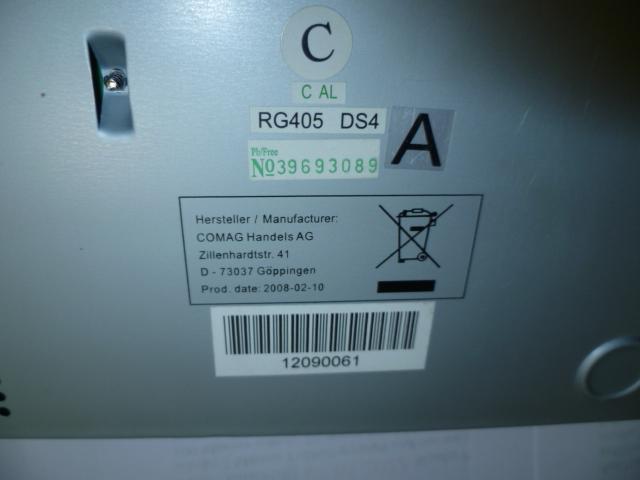 C
C AL
RG405 DS4
A
Pb/Free
No39693089
Hersteller / Manufacturer:
COMAG Handels AG
Zillenhardtstr. 41
D - 73037 Göppingen
Prod. date: 2008-02-10
12090061